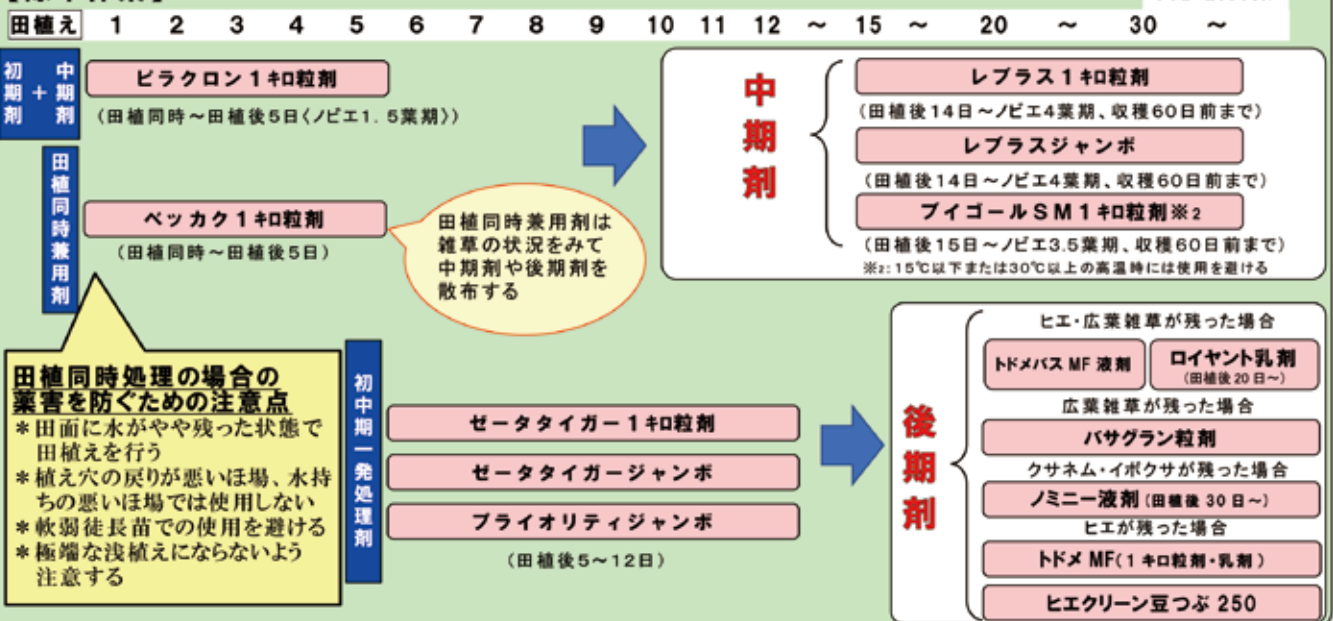 田植え 1 2 3 4 5 6 7 8 9 10 11 12 ～ 15 ～ 20 ～ 30 ～
初期剤＋中期剤
ピラクロン1キロ粒剤
(田植同時～田植後5日〈ノビエ1.5葉期〉)
田植同時兼用剤
ベッカク1キロ粒剤
(田植同時～田植後5日)
田植同時兼用剤は
雑草の状況をみて
中期剤や後期剤を
散布する
中期剤
レブラス1キロ粒剤
(田植後14日～ノビエ4葉期、収穫60日前まで)
レブラスジャンボ
(田植後14日～ノビエ4葉期、収穫60日前まで)
ブイゴールSM1キロ粒剤※2
(田植後15日～ノビエ3.5葉期、収穫60日前まで)
※2:15℃以下または30℃以上の高温時には使用を避ける
田植同時処理の場合の
薬害を防ぐための注意点
＊田面に水がやや残った状態で
田植えを行う
＊植え穴の戻りが悪いほ場、水持
ちの悪いほ場では使用しない
＊軟弱徒長苗での使用を避ける
＊極端な浅植えにならないよう
注意する
初中期一発処理剤
ゼータタイガー1キロ粒剤
ゼータタイガージャンボ
プライオリティジャンボ
(田植後5～12日)
後期剤
ヒエ・広葉雑草が残った場合
トドメバスMF液剤
ロイヤント乳剤
(田植後20日～)
広葉雑草が残った場合
バサグラン粒剤
クサネム・イボクサが残った場合
ノミニー液剤(田植後30日～)
ヒエが残った場合
トドメMF(1キロ粒剤・乳剤)
ヒエクリーン豆つぶ250